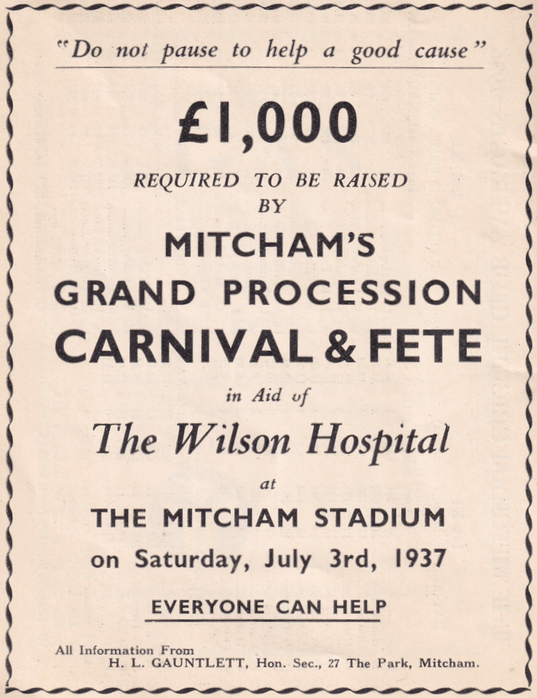 "Do not pause to help a good cause"
£1,000
REQUIRED TO BE RAISED
BY
MITCHAM'S
GRAND PROCESSION
CARNIVAL & FETE
in Aid of
The Wilson Hospital
at
THE MITCHAM STADIUM
on Saturday, July 3rd, 1937
EVERYONE CAN HELP
All Information From
H. L. GAUNTLETT, Hon. Sec., 27 The Park, Mitcham.